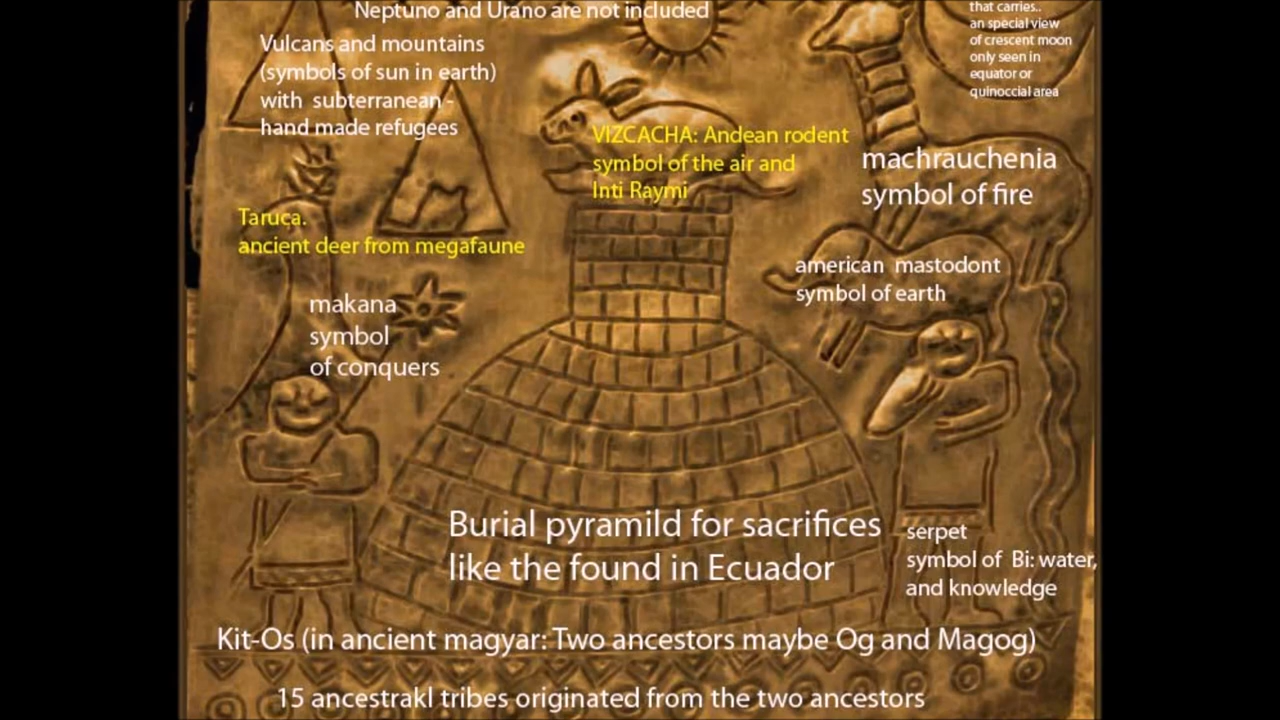 Neptuno and Urano are not included
that carries..
an special view
of crescent moon
only seen in
equator or
quinoccial area
Vulcans and mountains
(symbols of sun in earth)
with subterranean-
hand made refugees
VIZCACHA: Andean rodent
symbol of the air and
Inti Raymi
machrauchenia
symbol of fire
Taruca.
ancient deer from megafaune
american mastodont
symbol of earth
makana
symbol
of conquers
Burial pyramild for sacrifices
like the found in Ecuador
serpet
symbol of Bi: water,
and knowledge
Kit-Os (in ancient magyar: Two ancestors maybe Og and Magog)
15 ancestrakl tribes originated from the two ancestors